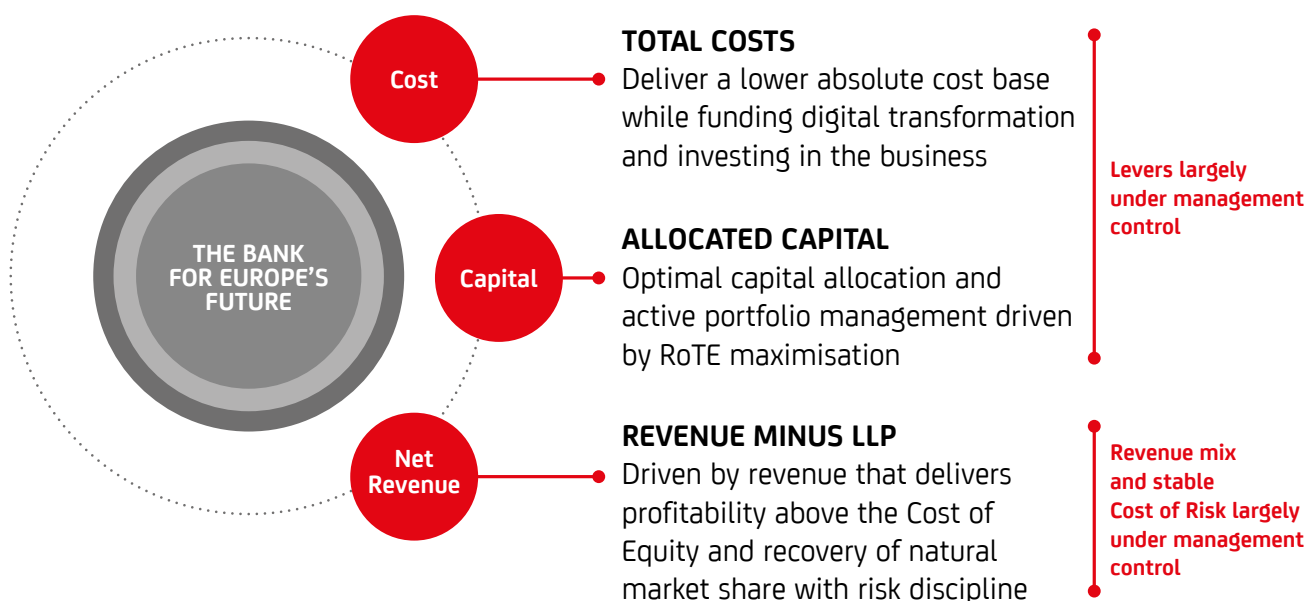 TOTAL COSTS
Cost
Deliver a lower absolute cost base
while funding digital transformation
and investing in the business
Levers largely
under management
control
THE BANK
FOR EUROPE'S
FUTURE
ALLOCATED CAPITAL
Capital
Optimal capital allocation and
active portfolio management driven
by RoTE maximisation
REVENUE MINUS LLP
Net
Revenue
Driven by revenue that delivers
profitability above the Cost of
Equity and recovery of natural
market share with risk discipline
Revenue mix
and stable
Cost of Risk largely
under management
control